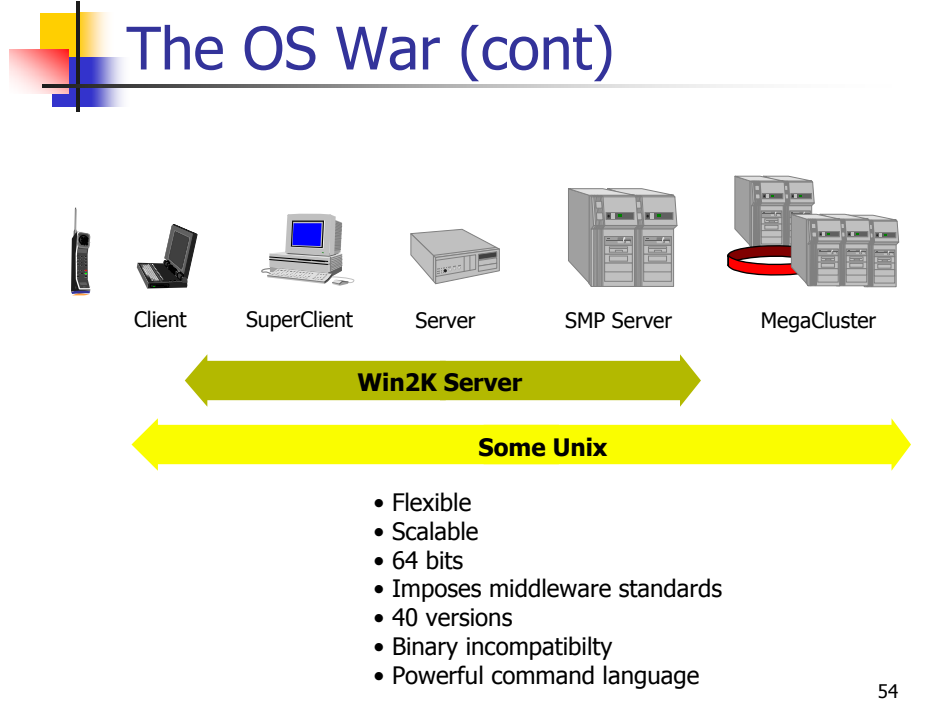 The OS War (cont)
Client
SuperClient
Server
SMP Server
MegaCluster
Win2K Server
Some Unix
• Flexible
• Scalable
• 64 bits
• Imposes middleware standards
• 40 versions
• Binary incompatibilty
• Powerful command language
54